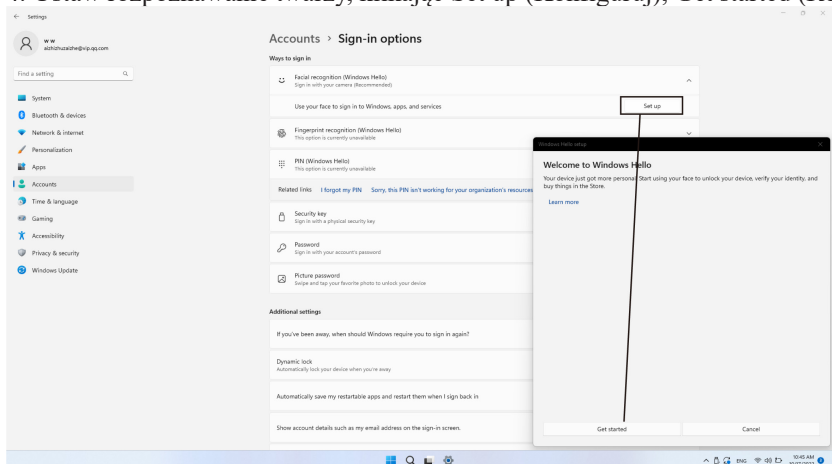 Settings
w w
aizhizhuzaizhe@vip.qq.com
Find a setting
System
Bluetooth & devices
Network & internet
Personalization
Apps
Accounts
Time & language
Gaming
Accessibility
Privacy & security
Windows Update
Accounts > Sign-in options
Ways to sign in
Facial recognition (Windows Hello)
Sign in with your camera (Recommended)
Use your face to sign in to Windows, apps, and services
Set up
Fingerprint recognition (Windows Hello)
This option is currently unavailable
PIN (Windows Hello)
This option is currently unavailable
Related links I forgot my PIN Sorry, this PIN isn't working for your organization's resources
Security key
Sign in with a physical security key
Password
Sign in with your account's password
Picture password
Swipe and tap your favorite photo to unlock your device
Additional settings
If you've been away, when should Windows require you to sign in again?
Dynamic lock
Automatically lock your device when you're away
Automatically save my restartable apps and restart them when I sign back in
Show account details such as my email address on the sign-in screen.
Windows Hello setup
Welcome to Windows Hello
Your device just got more personal. Start using your face to unlock your device, verify your identity, and
buy things in the Store.
Learn more
Get started
Cancel
ENG
10:45 AM